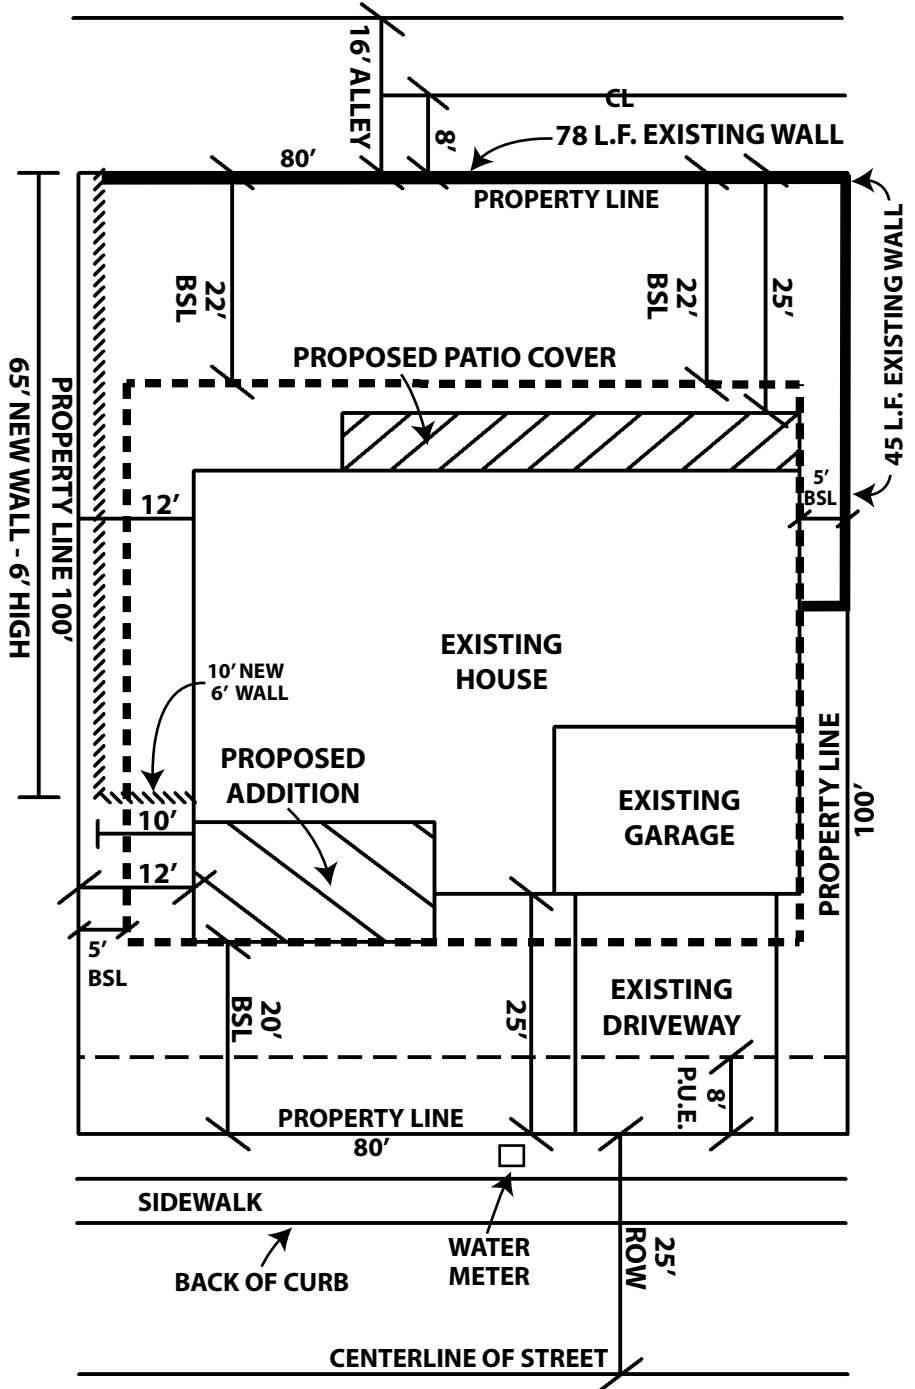 16' ALLEY
CL
8'
78 L.F. EXISTING WALL
80'
PROPERTY LINE
45 L.F. EXISTING WALL
22'
BSL
22'
BSL
25'
PROPOSED PATIO COVER
65' NEW WALL - 6' HIGH
PROPERTY LINE 100'
12'
5'
BSL
EXISTING
HOUSE
10' NEW
6' WALL
PROPOSED
ADDITION
EXISTING
GARAGE
PROPERTY LINE
100'
10'
12'
5'
BSL
20'
BSL
25'
EXISTING
DRIVEWAY
8'
P.U.E.
PROPERTY LINE
80'
SIDEWALK
WATER
METER
BACK OF CURB
25'
ROW
CENTERLINE OF STREET